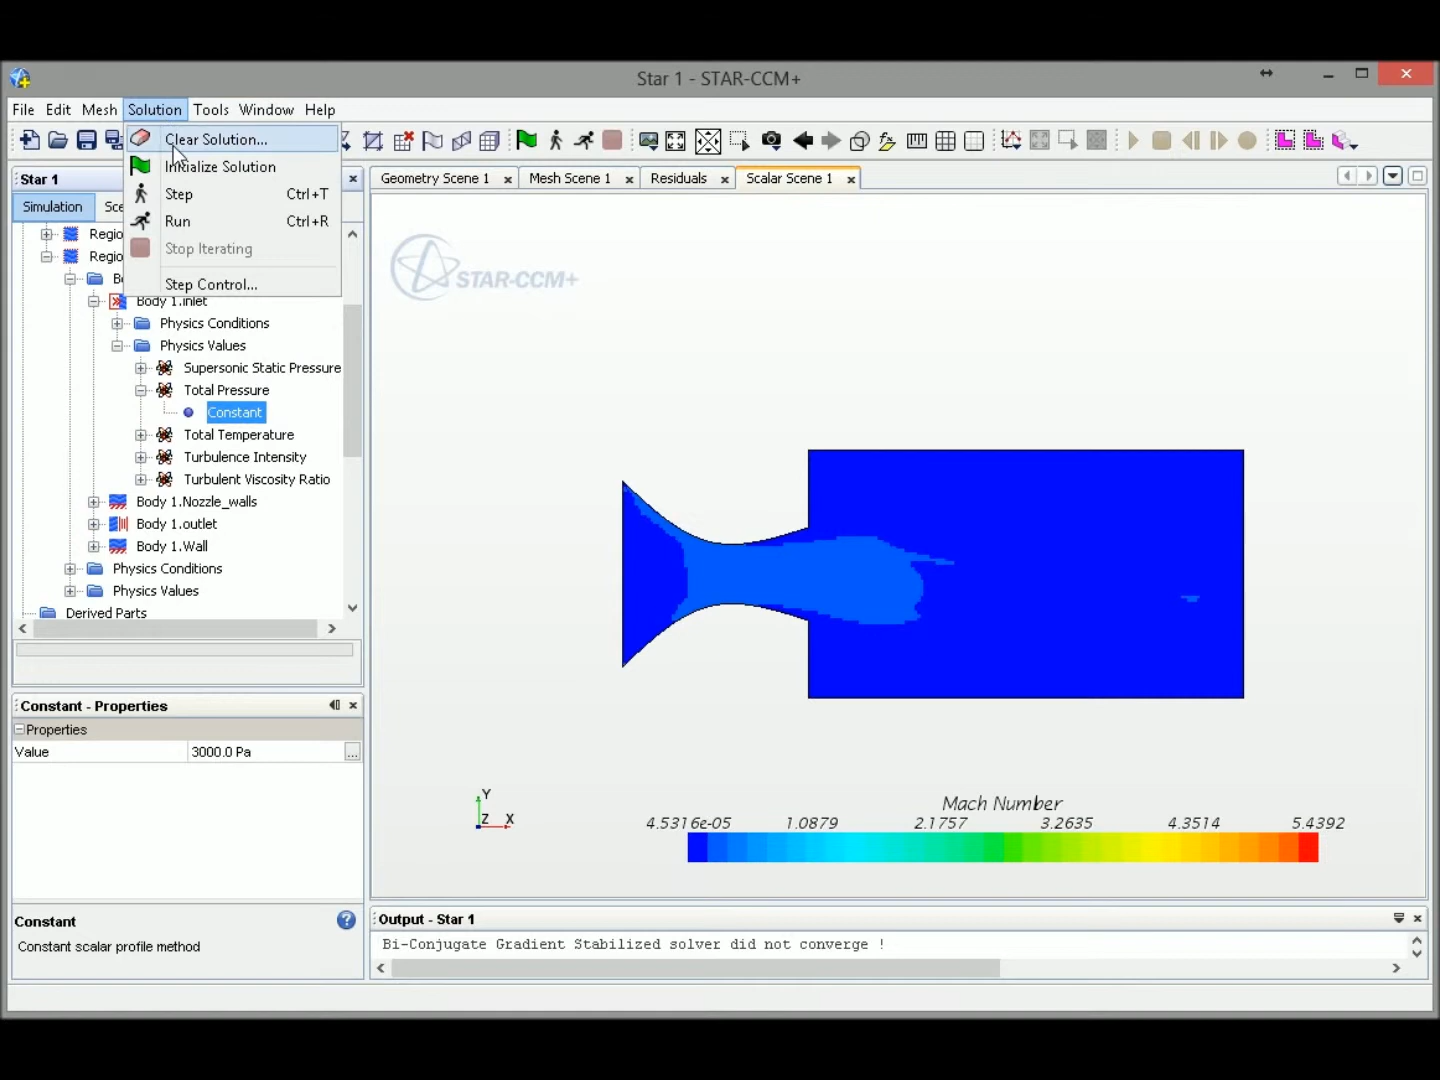 Star 1 - STAR-CCM+
File Edit Mesh Solution Tools Window Help
Clear Solution...
Initialize Solution
Step Ctrl+T
Run Ctrl+R
Stop Iterating
Step Control...
Star 1
Simulation Sce
Regio
Regio
B
Body 1.inlet
Physics Conditions
Physics Values
Supersonic Static Pressure
Total Pressure
Constant
Total Temperature
Turbulence Intensity
Turbulent Viscosity Ratio
Body 1.Nozzle_walls
Body 1.outlet
Body 1.Wall
Physics Conditions
Physics Values
Derived Parts
Constant - Properties
Properties
Value 3000.0 Pa ...
Constant
Constant scalar profile method
Geometry Scene 1 Mesh Scene 1 Residuals Scalar Scene 1
STAR-CCM+
Y
Z X
Mach Number
4.5316e-05 1.0879 2.1757 3.2635 4.3514 5.4392
Output - Star 1
Bi-Conjugate Gradient Stabilized solver did not converge !